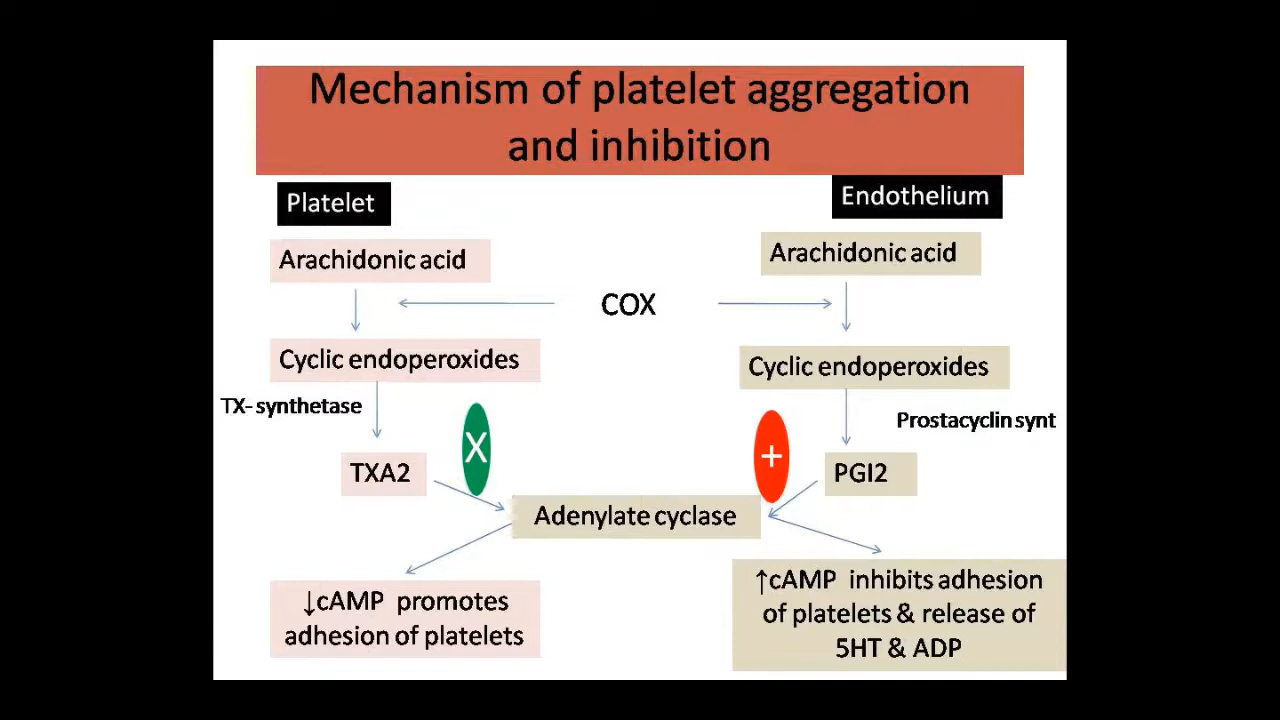 Mechanism of platelet aggregation
and inhibition
Platelet
Endothelium
Arachidonic acid
Arachidonic acid
COX
Cyclic endoperoxides
Cyclic endoperoxides
TX- synthetase
Prostacyclin synt
X
+
TXA2
PGI2
Adenylate cyclase
↓cAMP promotes
adhesion of platelets
↑cAMP inhibits adhesion
of platelets & release of
5HT & ADP